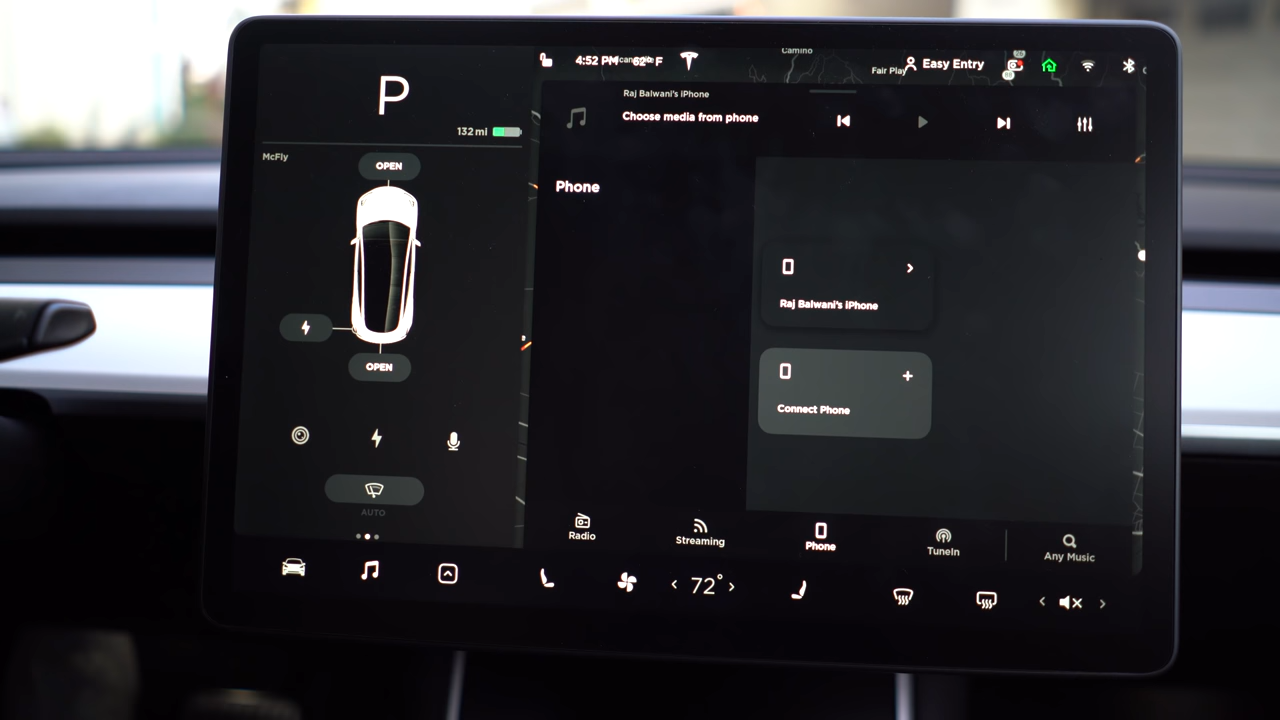 P
132 mi
McFly
OPEN
OPEN
AUTO
4:52 PM 62° F
Camino
Fair Play
Easy Entry
Raj Balwani's iPhone
Choose media from phone
Phone
Raj Balwani's iPhone
Connect Phone
Radio
Streaming
Phone
TuneIn
Any Music
< 72° >